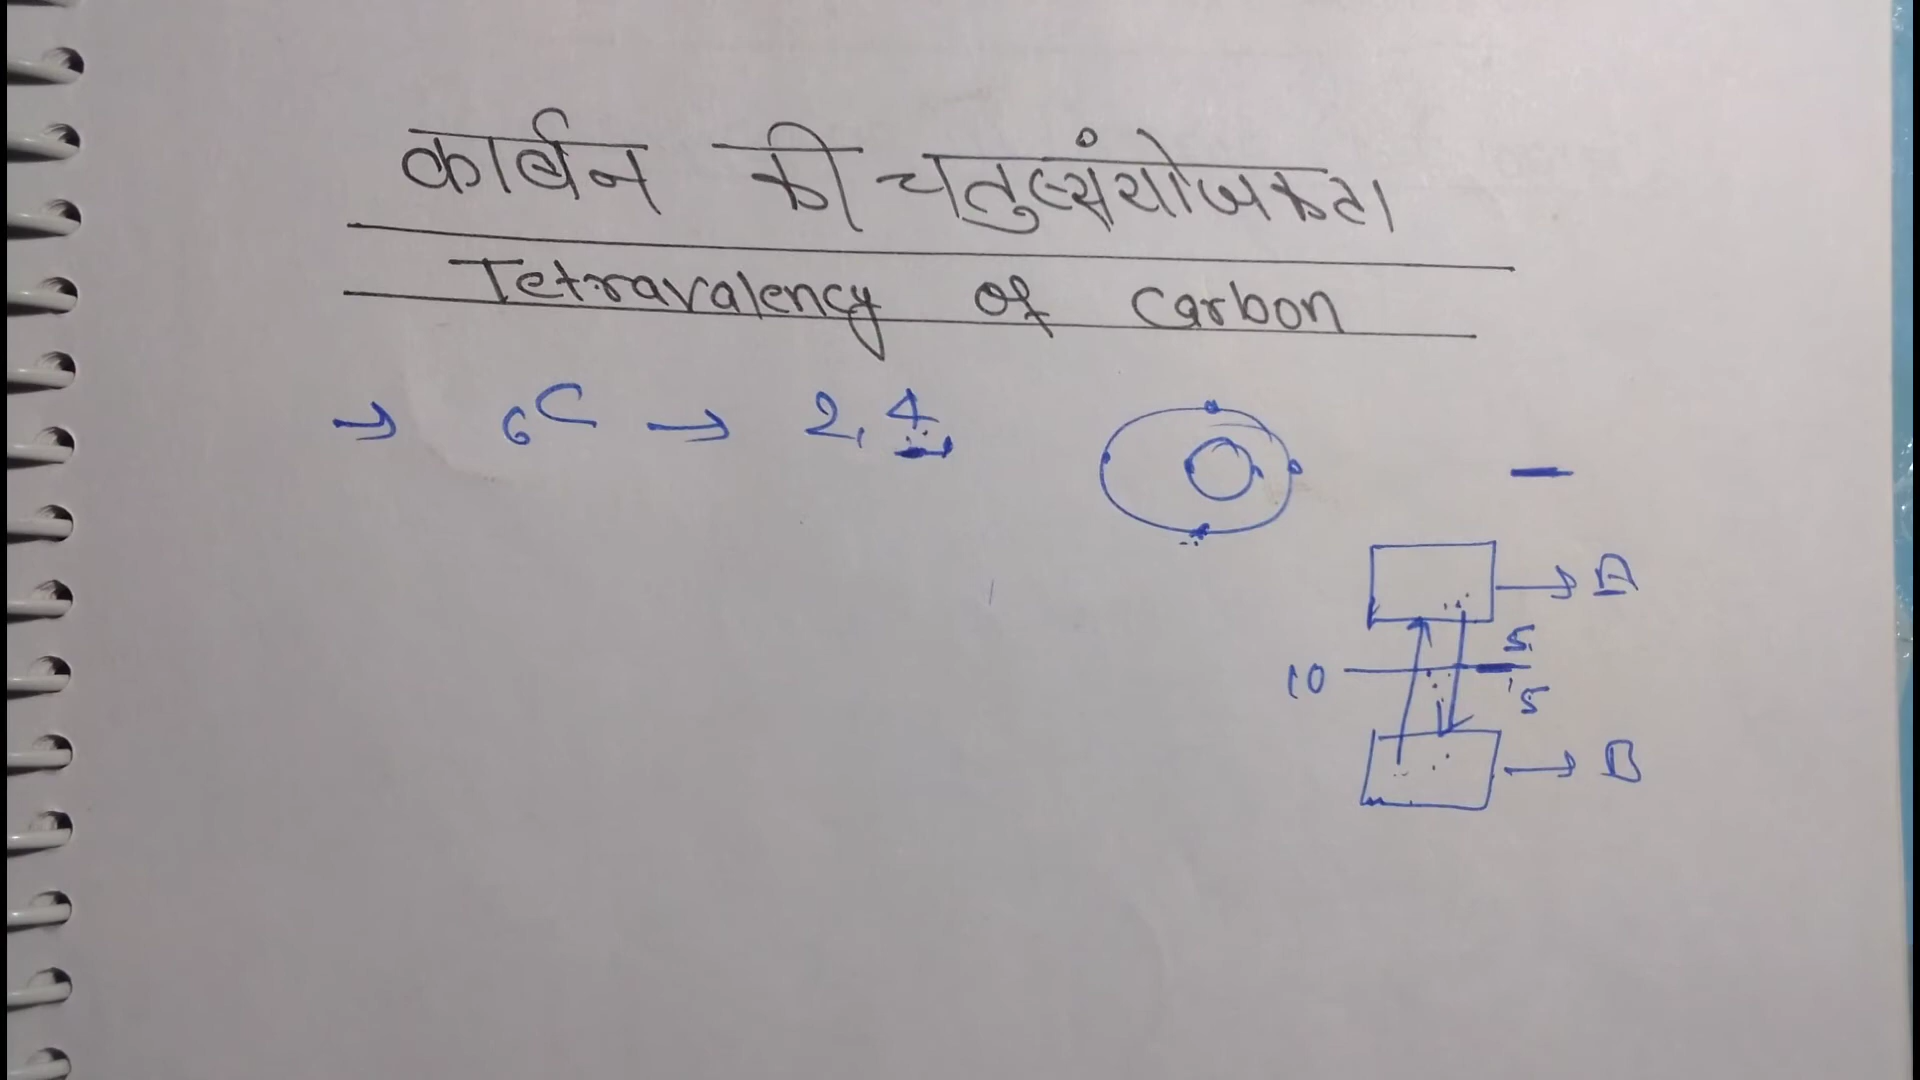 कार्बन की चतुःसंयोजकता
Tetravalency of Carbon
→ 6C → 2, 4
→ A
5
10
5
→ B